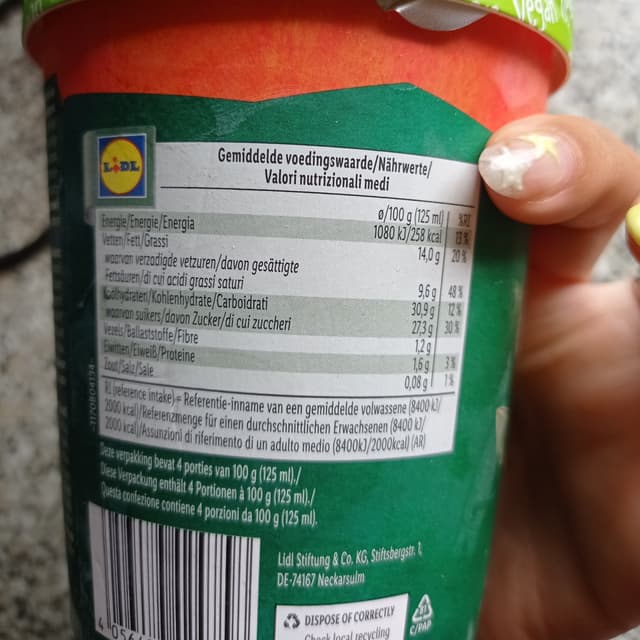 Vegan
LIDL
Gemiddelde voedingswaarde/Nährwerte/
Valori nutrizionali medi
ø/100 g (125 ml) %RI
Energie/Energie/Energia 1080 kJ/258 kcal 13 %
Vetten/Fett/Grassi 14,0 g 20 %
waarvan verzadigde vetzuren/davon gesättigte
Fettsäuren/di cui acidi grassi saturi 9,6 g 48 %
Koolhydraten/Kohlenhydrate/Carboidrati 30,9 g 12 %
waarvan suikers/davon Zucker/di cui zuccheri 27,3 g 30 %
Vezels/Ballaststoffe/Fibre 1,2 g
Eiwitten/Eiweiß/Proteine 1,6 g 3 %
Zout/Salz/Sale 0,08 g 1 %
RI (reference intake) = Referentie-inname van een gemiddelde volwassene (8400 kJ/
2000 kcal)/Referenzmenge für einen durchschnittlichen Erwachsenen (8400 kJ/
2000 kcal)/Assunzioni di riferimento di un adulto medio (8400kJ/2000kcal) (AR)
Deze verpakking bevat 4 porties van 100 g (125 ml)./
Diese Verpackung enthält 4 Portionen à 100 g (125 ml)./
Questa confezione contiene 4 porzioni da 100 g (125 ml).
Lidl Stiftung & Co. KG, Stiftsbergstr. 1,
DE-74167 Neckarsulm
DISPOSE OF CORRECTLY
Check local recycling
C/PAP